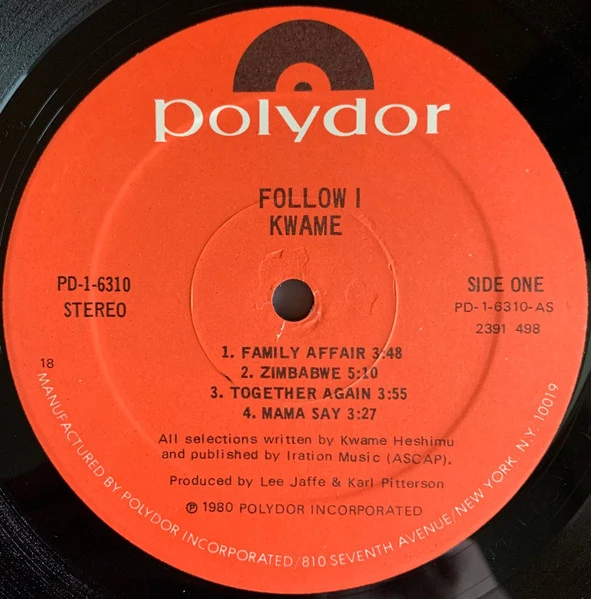 polydor
FOLLOW I
KWAME
PD-1-6310
STEREO
SIDE ONE
PD-1-6310-AS
2391 498
18
1. FAMILY AFFAIR 3:48
2. ZIMBABWE 5:10
3. TOGETHER AGAIN 3:55
4. MAMA SAY 3:27
All selections written by Kwame Heshimu
and published by Iration Music (ASCAP).
Produced by Lee Jaffe & Karl Pitterson
℗ 1980 POLYDOR INCORPORATED
MANUFACTURED BY POLYDOR INCORPORATED/810 SEVENTH AVENUE/NEW YORK, N.Y. 10019